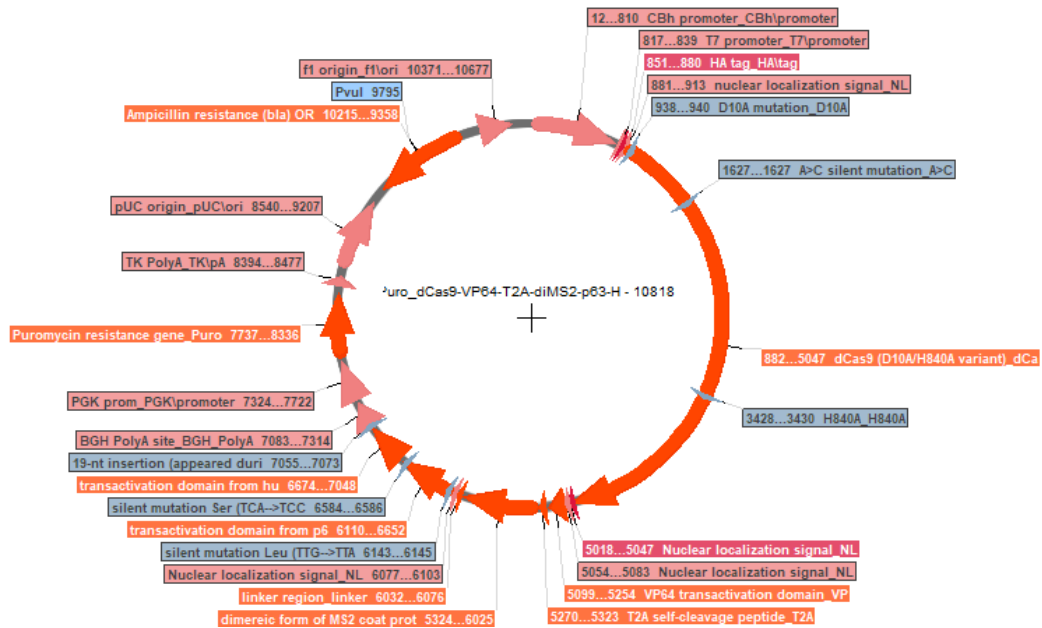 12...810 CBh promoter_CBh\promoter
817...839 T7 promoter_T7\promoter
851...880 HA tag_HA\tag
881...913 nuclear localization signal_NL
938...940 D10A mutation_D10A
1627...1627 A>C silent mutation_A>C
882...5047 dCas9 (D10A/H840A variant)_dCa
3428...3430 H840A_H840A
5018...5047 Nuclear localization signal_NL
5054...5083 Nuclear localization signal_NL
5099...5254 VP64 transactivation domain_VP
5270...5323 T2A self-cleavage peptide_T2A
dimereic form of MS2 coat prot 5324...6025
linker region_linker 6032...6076
Nuclear localization signal_NL 6077...6103
silent mutation Leu (TTG-->TTA 6143...6145
transactivation domain from p6 6110...6652
silent mutation Ser (TCA-->TCC 6584...6586
transactivation domain from hu 6674...7048
19-nt insertion (appeared duri 7055...7073
BGH PolyA site_BGH_PolyA 7083...7314
PGK prom_PGK\promoter 7324...7722
Puromycin resistance gene_Puro 7737...8336
TK PolyA_TK\pA 8394...8477
pUC origin_pUC\ori 8540...9207
Ampicillin resistance (bla) OR 10215...9358
PvuI 9795
f1 origin_f1\ori 10371...10677
uro_dCas9-VP64-T2A-diMS2-p63-H - 10818